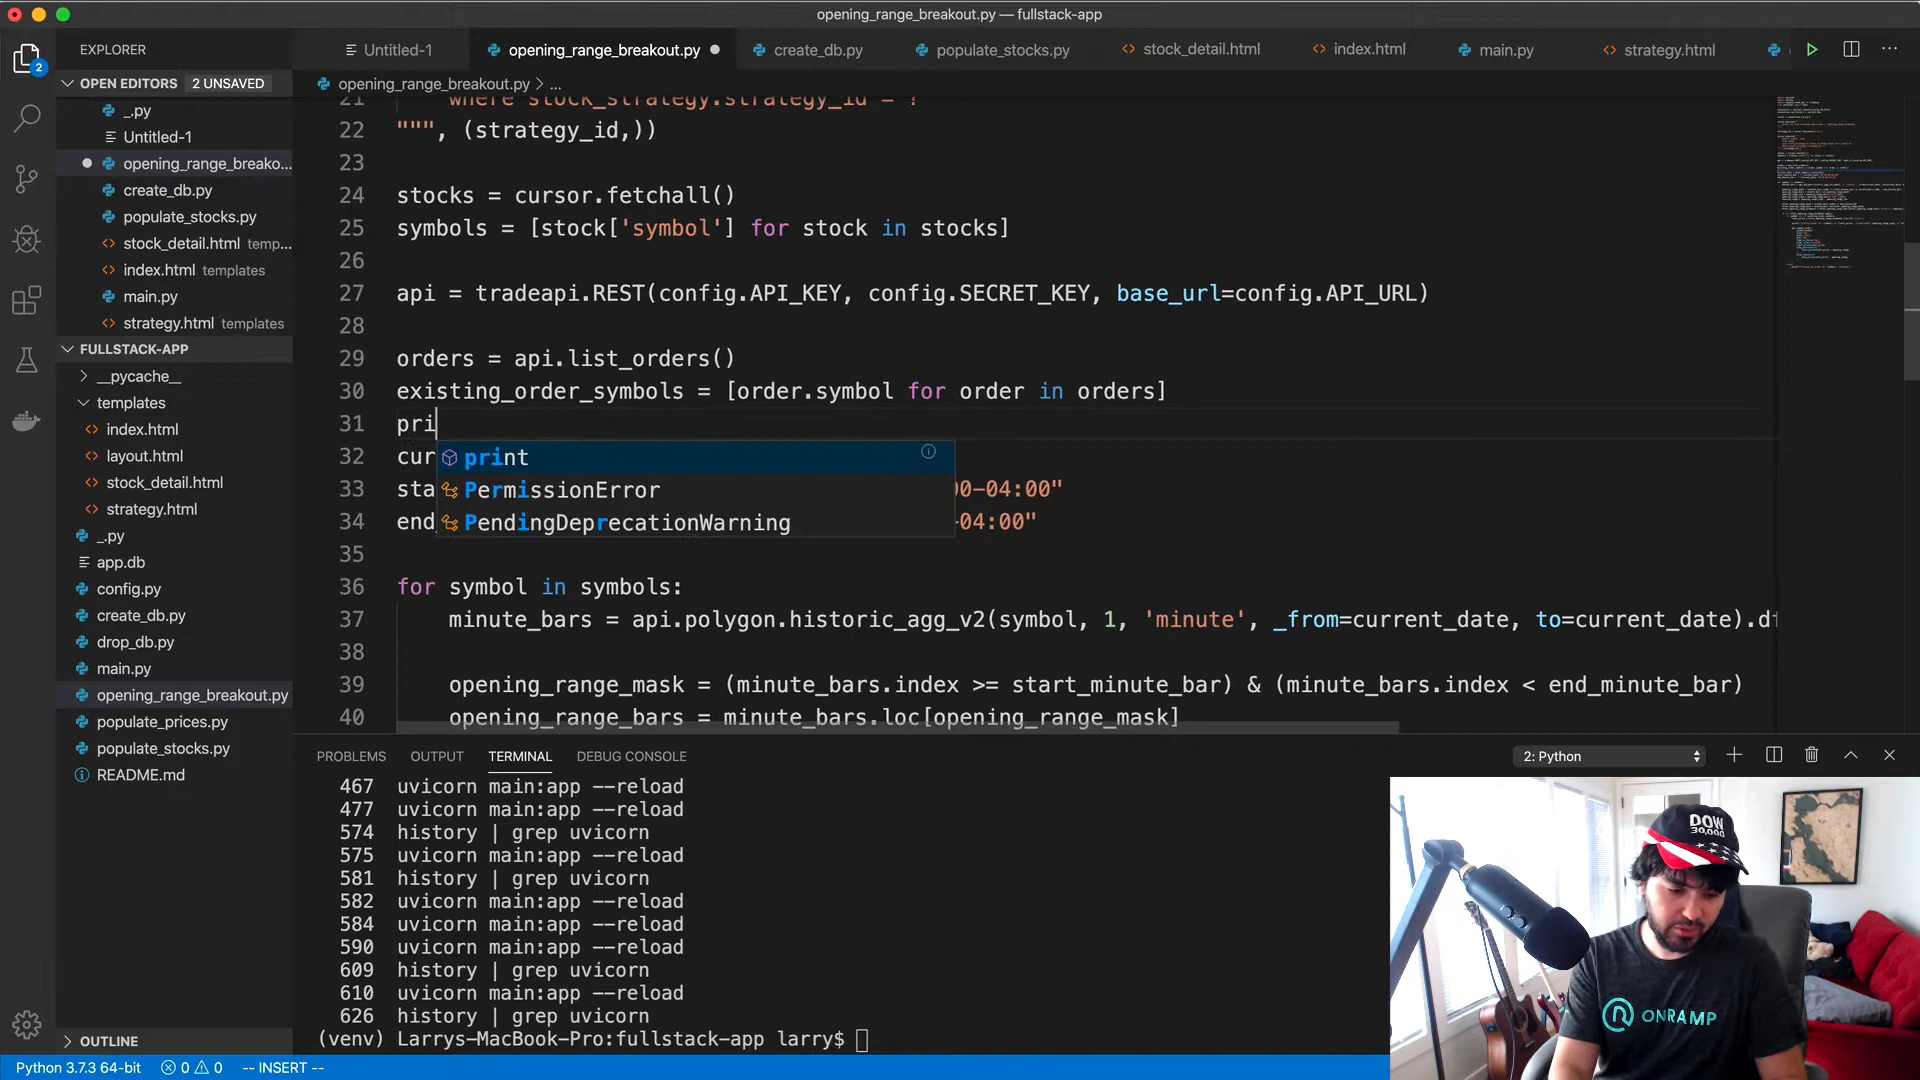 opening_range_breakout.py — fullstack-app
EXPLORER
Untitled-1
opening_range_breakout.py
create_db.py
populate_stocks.py
stock_detail.html
index.html
main.py
strategy.html
OPEN EDITORS 2 UNSAVED
opening_range_breakout.py > ...
_.py
Untitled-1
opening_range_breako...
create_db.py
populate_stocks.py
stock_detail.html temp...
index.html templates
main.py
strategy.html templates
FULLSTACK-APP
__pycache__
templates
index.html
layout.html
stock_detail.html
strategy.html
_.py
app.db
config.py
create_db.py
drop_db.py
main.py
opening_range_breakout.py
populate_prices.py
populate_stocks.py
README.md
OUTLINE
21 where stock_strategy.strategy_id = ?
22 """, (strategy_id,))
23
24 stocks = cursor.fetchall()
25 symbols = [stock['symbol'] for stock in stocks]
26
27 api = tradeapi.REST(config.API_KEY, config.SECRET_KEY, base_url=config.API_URL)
28
29 orders = api.list_orders()
30 existing_order_symbols = [order.symbol for order in orders]
31 pri
print
PermissionError
PendingDeprecationWarning
32 cur
33 sta 00-04:00"
34 end_ -04:00"
35
36 for symbol in symbols:
37 minute_bars = api.polygon.historic_agg_v2(symbol, 1, 'minute', _from=current_date, to=current_date).df
38
39 opening_range_mask = (minute_bars.index >= start_minute_bar) & (minute_bars.index < end_minute_bar)
40 opening_range_bars = minute_bars.loc[opening_range_mask]
PROBLEMS OUTPUT TERMINAL DEBUG CONSOLE 2: Python
467 uvicorn main:app --reload
477 uvicorn main:app --reload
574 history | grep uvicorn
575 uvicorn main:app --reload
581 history | grep uvicorn
582 uvicorn main:app --reload
584 uvicorn main:app --reload
590 uvicorn main:app --reload
609 history | grep uvicorn
610 uvicorn main:app --reload
626 history | grep uvicorn
(venv) Larrys-MacBook-Pro:fullstack-app larry$
DOW
30,000
ONRAMP
2
Python 3.7.3 64-bit 0 0 -- INSERT --